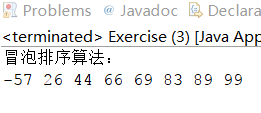 Problems @ Javadoc Declara
<terminated> Exercise (3) [Java App
冒泡排序算法：
-57 26 44 66 69 83 89 99